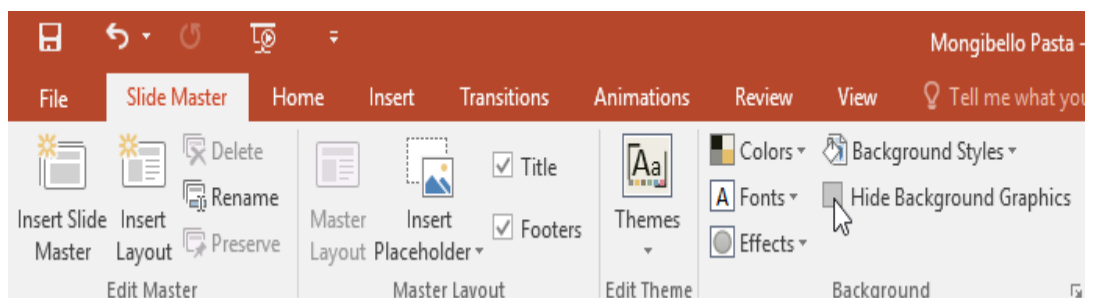 Mongibello Pasta -
File Slide Master Home Insert Transitions Animations Review View Tell me what you
Insert Slide Master
Insert Layout
Delete
Rename
Preserve
Edit Master
Master Layout
Insert Placeholder
Title
Footers
Master Layout
Aa
Themes
Edit Theme
Colors
A Fonts
Effects
Background Styles
Hide Background Graphics
Background